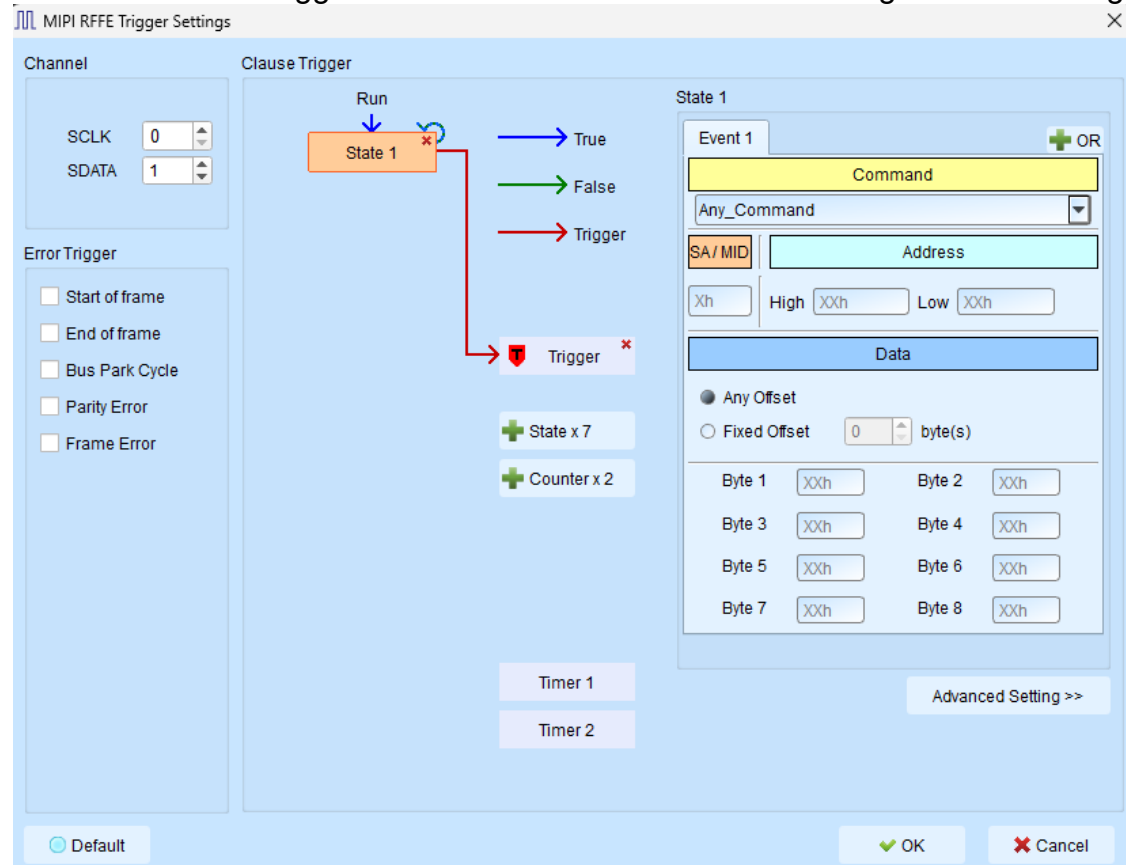 MIPI RFFE Trigger Settings
Channel
SCLK 0
SDATA 1
Error Trigger
Start of frame
End of frame
Bus Park Cycle
Parity Error
Frame Error
Clause Trigger
Run
State 1
True
False
Trigger
T Trigger
State x 7
Counter x 2
Timer 1
Timer 2
State 1
Event 1
OR
Command
Any_Command
SA / MID Address
Xh High XXh Low XXh
Data
Any Offset
Fixed Offset 0 byte(s)
Byte 1 XXh Byte 2 XXh
Byte 3 XXh Byte 4 XXh
Byte 5 XXh Byte 6 XXh
Byte 7 XXh Byte 8 XXh
Advanced Setting >>
Default
OK
Cancel